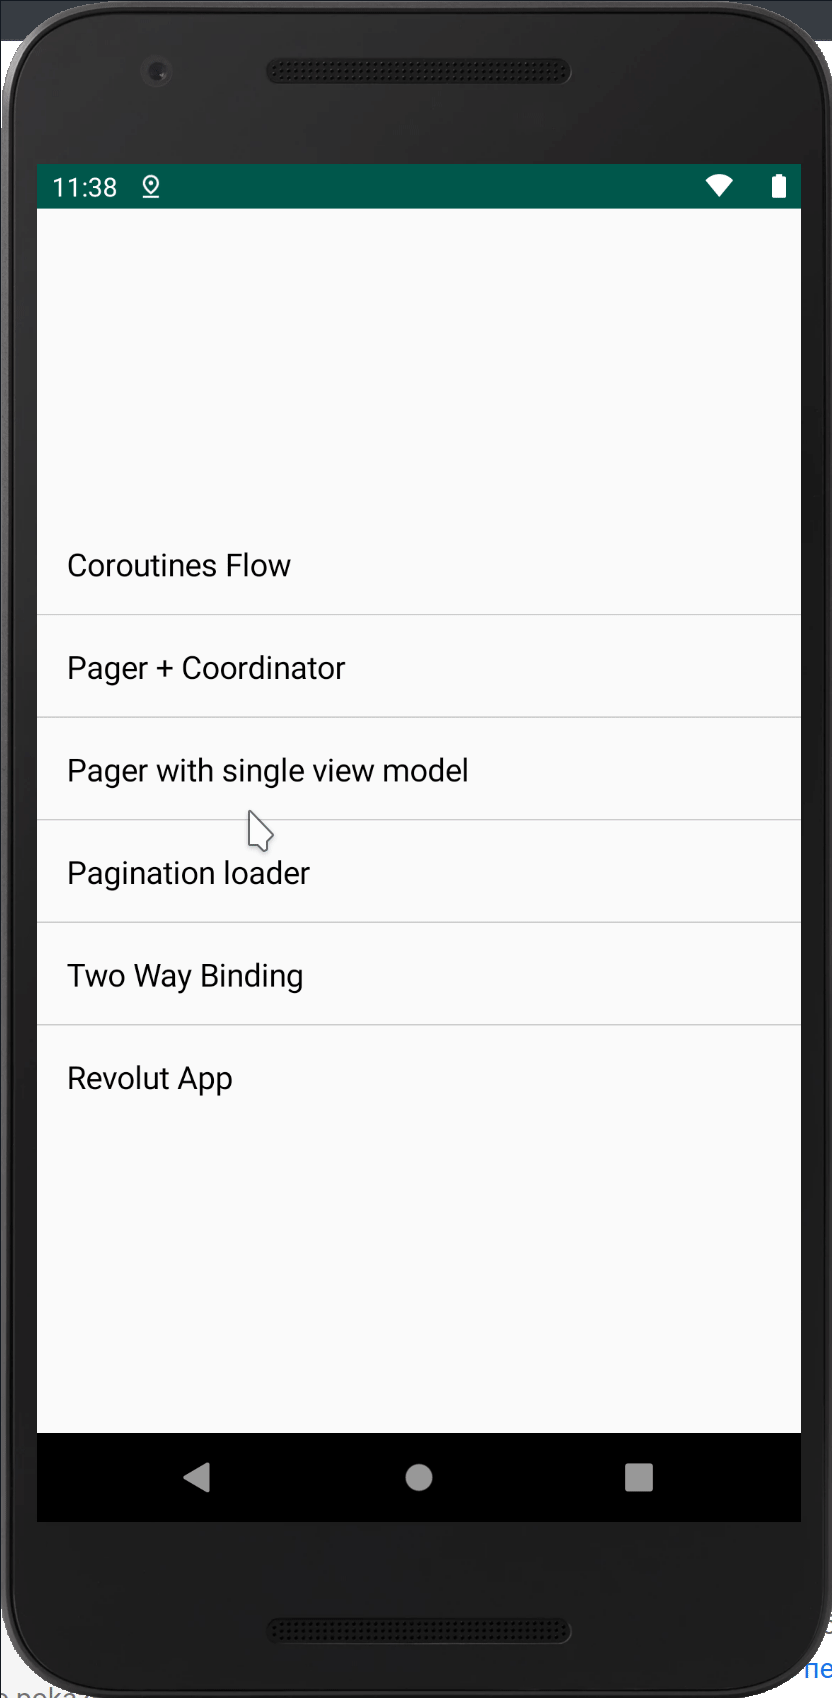 11:38
Coroutines Flow
Pager + Coordinator
Pager with single view model
Pagination loader
Two Way Binding
Revolut App